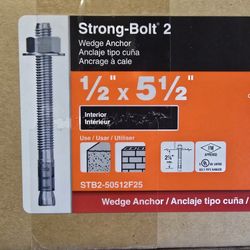 Strong-Bolt® 2
Wedge Anchor
Anclaje tipo cuña
Ancrage à cale
½" x 5½"
Interior
Intérieur
Use / Usar / Utiliser
STB2-50512F25
Wedge Anchor / Anclaje tipo cuña /